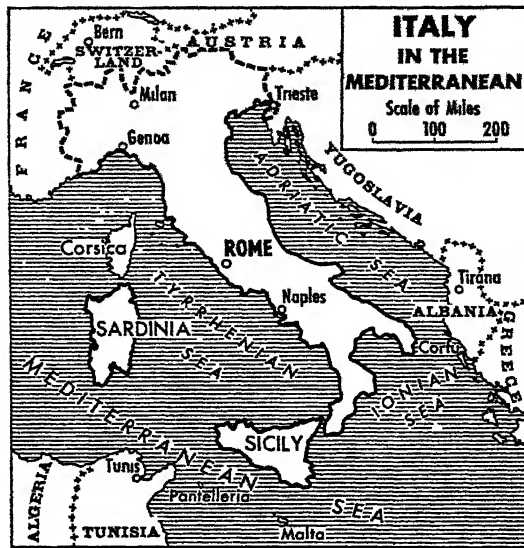 ITALY
IN THE
MEDITERRANEAN
Scale of Miles
0 100 200
FRANCE
Bern
SWITZER-
LAND
AUSTRIA
Milan
Trieste
Genoa
YUGOSLAVIA
ADRIATIC SEA
Corsica
ROME
TYRRHENIAN
SEA
Naples
Tirana
ALBANIA
GREECE
SARDINIA
Corfu
IONIAN
SEA
MEDITERRANEAN
SEA
SICILY
Tunis
Pantelleria
ALGERIA
TUNISIA
Malta